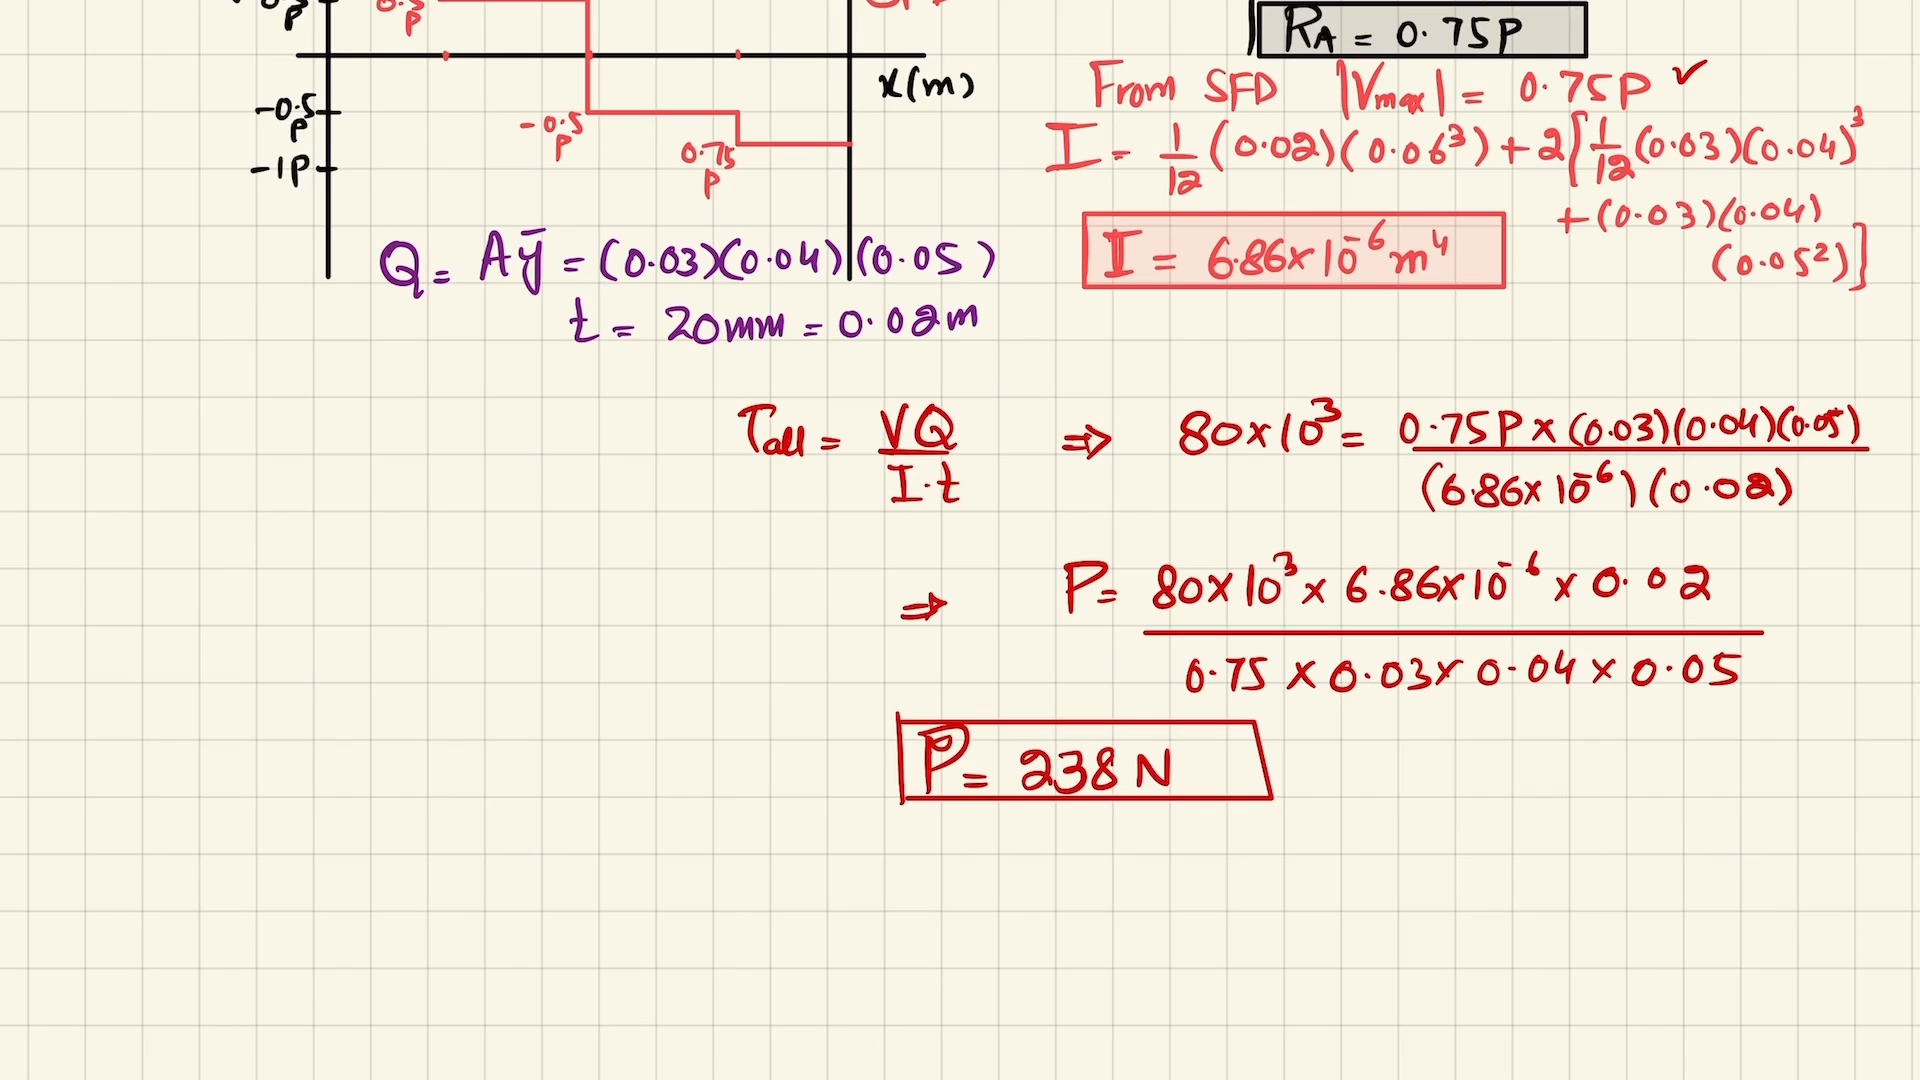 P
P
R_A = 0.75P
x(m)
From SFD |V_max| = 0.75P ✓
-0.5
P
-0.5
P
0.75
P
-1P
I = 1/12 (0.02)(0.06³) + 2[1/12 (0.03)(0.04)³
+(0.03)(0.04)
(0.05²)]
I = 6.86×10⁻⁶ m⁴
Q = Aȳ = (0.03)(0.04)(0.05)
t = 20mm = 0.02m
τ_all = VQ / I·t ⇒ 80×10³ = 0.75P × (0.03)(0.04)(0.05) / (6.86×10⁻⁶)(0.02)
⇒ P = 80×10³ × 6.86×10⁻⁶ × 0.02 / 0.75 × 0.03 × 0.04 × 0.05
P = 238 N